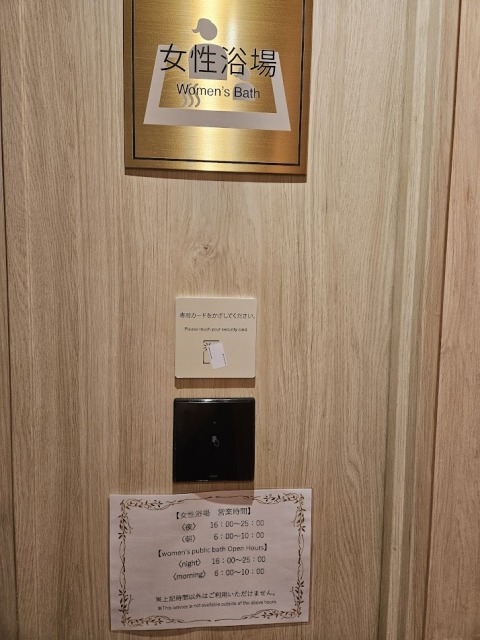 女性浴場
Women's Bath
専用カードをかざしてください。
Please touch your security card.
【女性浴場 営業時間】
〈夜〉 16：00～25：00
〈朝〉 6：00～10：00
【women's public bath Open Hours】
〈night〉 16：00～25：00
〈morning〉 6：00～10：00
※上記時間以外はご利用いただけません。
※This service is not available outside of the above hours.